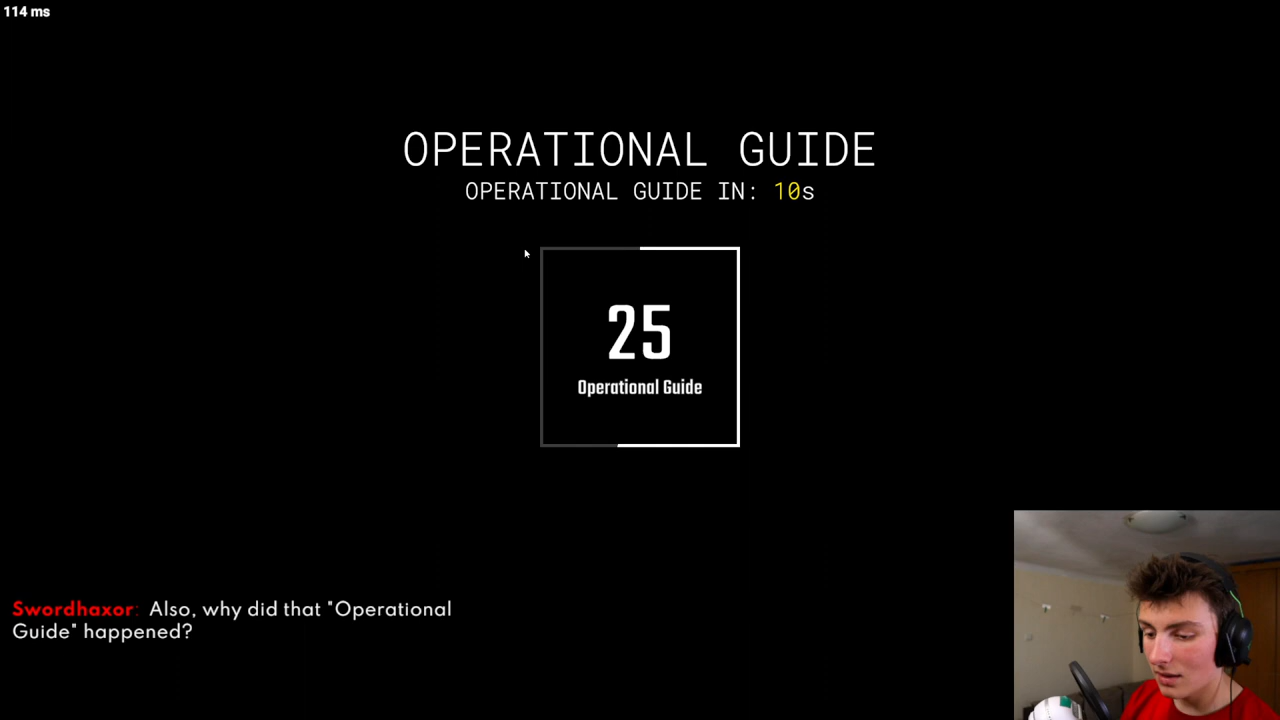 114 ms
OPERATIONAL GUIDE
OPERATIONAL GUIDE IN: 10s
25
Operational Guide
Swordhaxor: Also, why did that "Operational
Guide" happened?